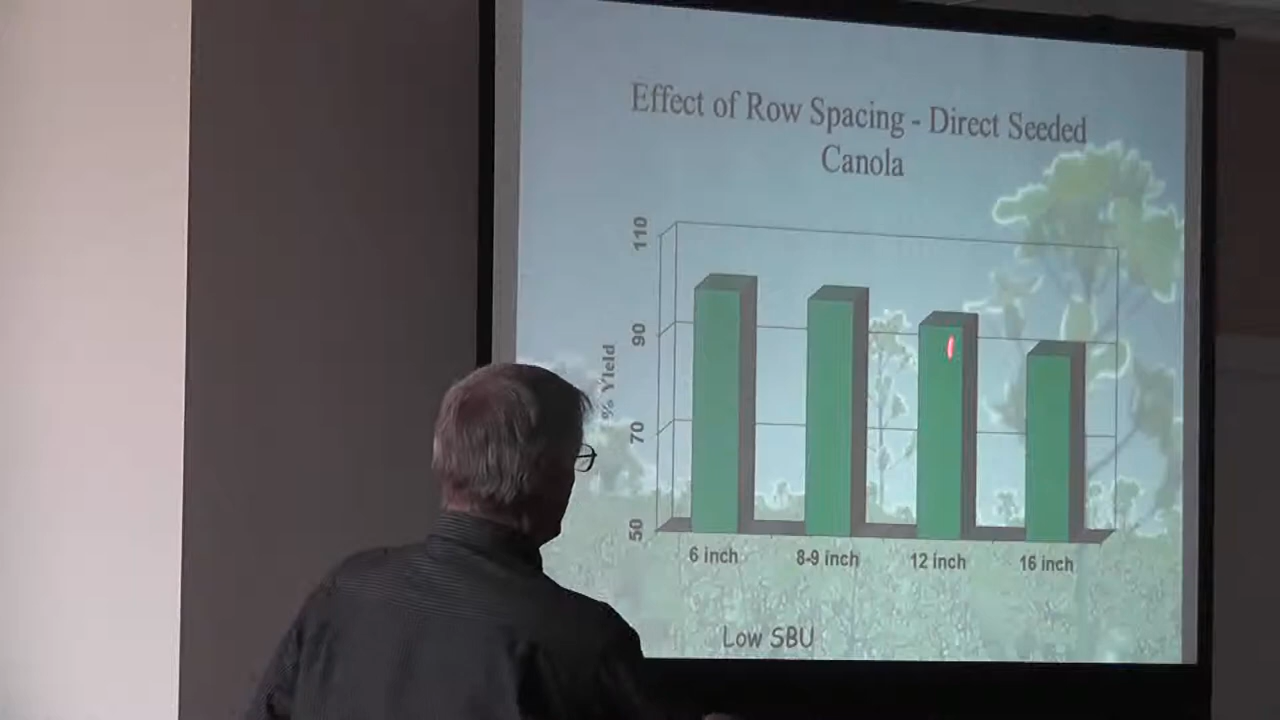 Effect of Row Spacing - Direct Seeded
Canola
110
90
70
50
% Yield
6 inch
8-9 inch
12 inch
16 inch
Low SBU